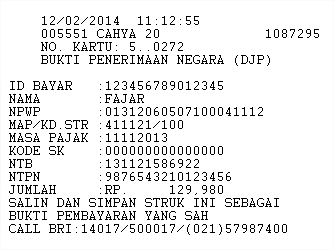 12/02/2014 11:12:55
005551 CAHYA 20 1087295
NO. KARTU: 5..0272
BUKTI PENERIMAAN NEGARA (DJP)
ID BAYAR :123456789012345
NAMA :FAJAR
NPWP :01312060507100041112
MAP/KD.STR :411121/100
MASA PAJAK :11112013
KODE SK :000000000000000
NTB :131121586922
NTPN :9876543210123456
JUMLAH :RP. 129,980
SALIN DAN SIMPAN STRUK INI SEBAGAI
BUKTI PEMBAYARAN YANG SAH
CALL BRI:14017/500017/(021)57987400